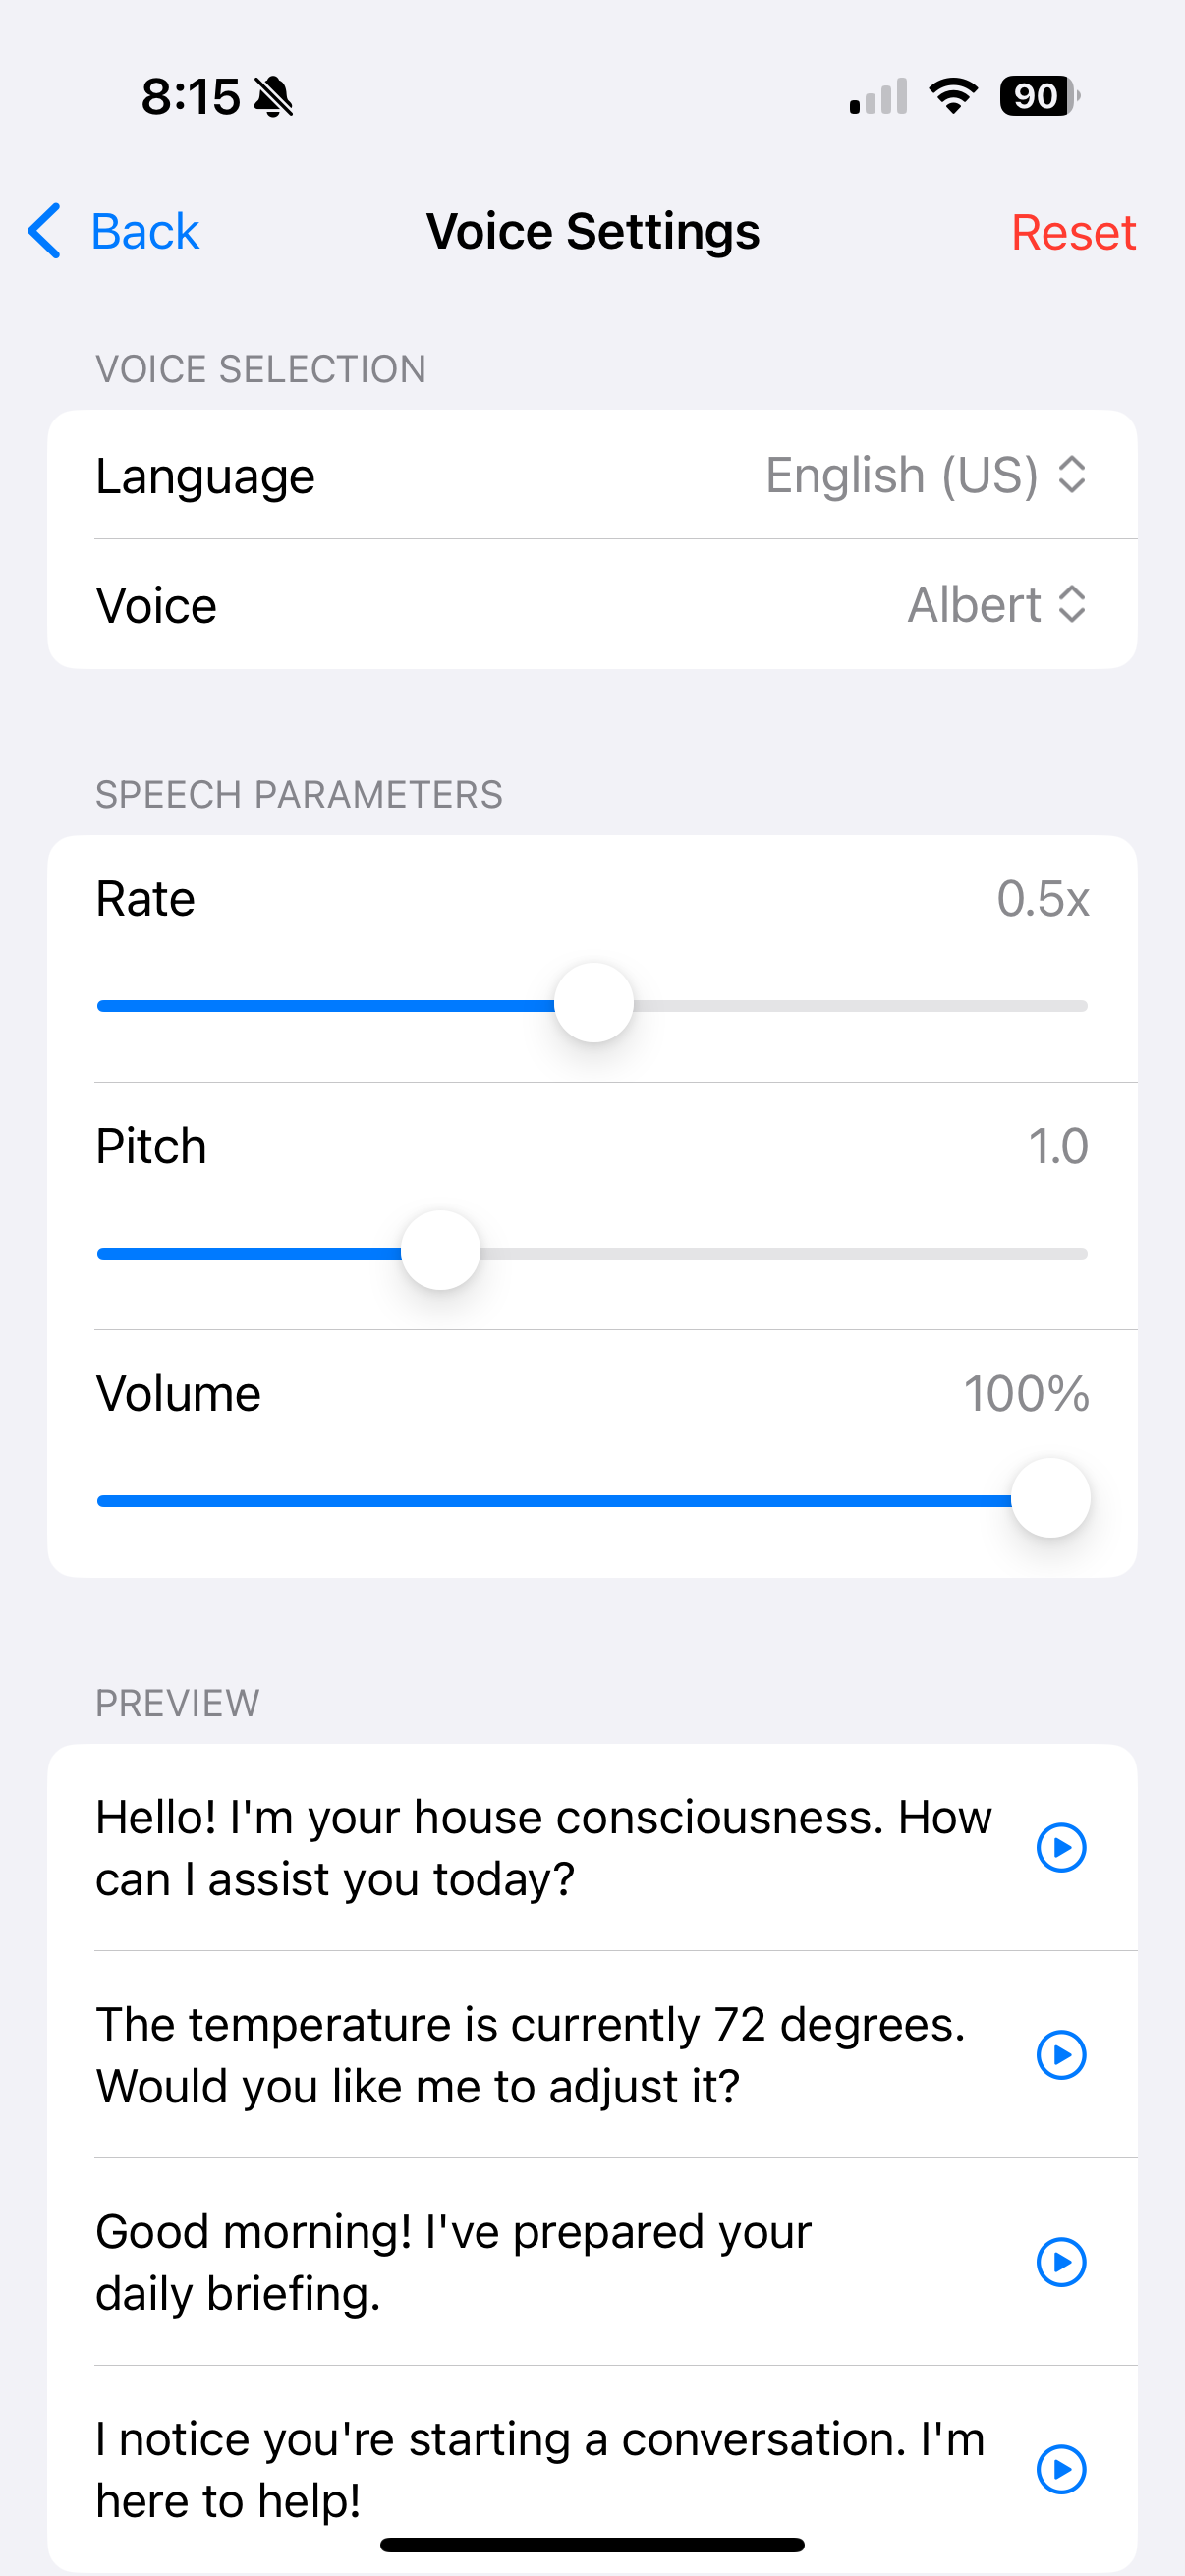 8:15
90
Back
Voice Settings
Reset
VOICE SELECTION
Language
English (US)
Voice
Albert
SPEECH PARAMETERS
Rate
0.5x
Pitch
1.0
Volume
100%
PREVIEW
Hello! I'm your house consciousness. How
can I assist you today?
The temperature is currently 72 degrees.
Would you like me to adjust it?
Good morning! I've prepared your
daily briefing.
I notice you're starting a conversation. I'm
here to help!